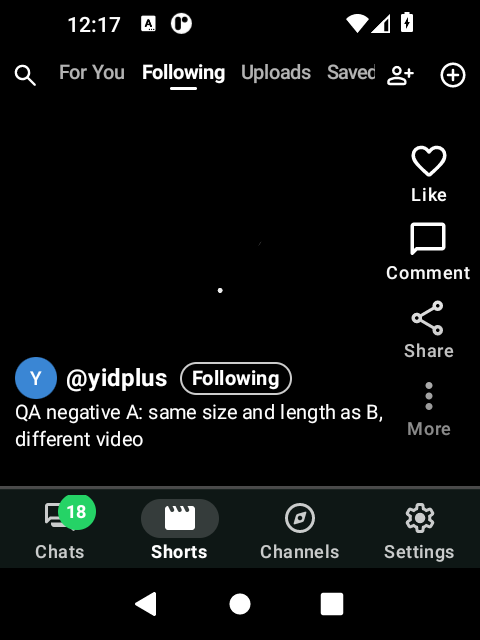 12:17
For You Following Uploads Saved
Like
Comment
Share
Y @yidplus Following
QA negative A: same size and length as B,
different video
More
18
Chats Shorts Channels Settings